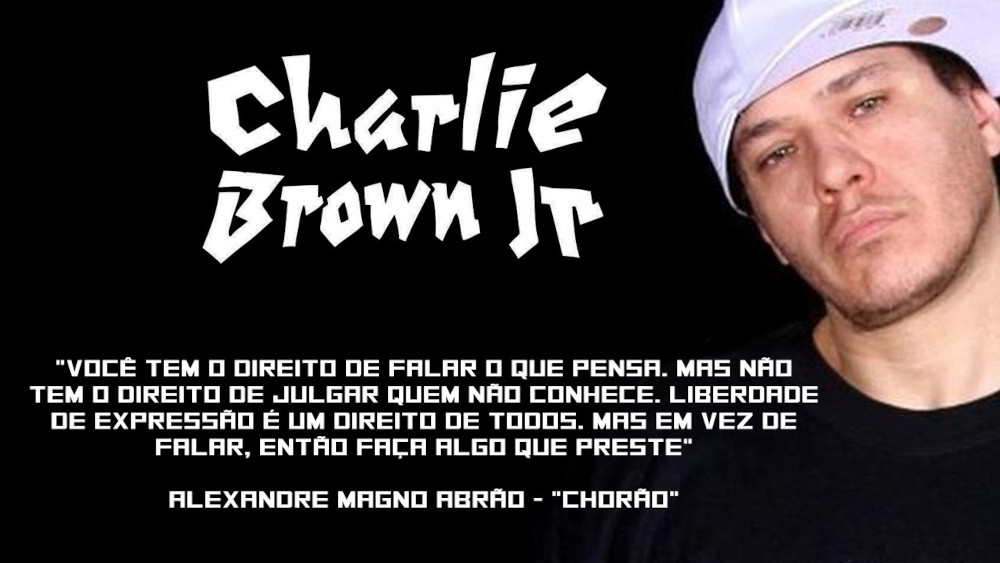 Charlie
Brown Jr
"VOCÊ TEM O DIREITO DE FALAR O QUE PENSA. MAS NÃO
TEM O DIREITO DE JULGAR QUEM NÃO CONHECE. LIBERDADE
DE EXPRESSÃO É UM DIREITO DE TODOS. MAS EM VEZ DE
FALAR, ENTÃO FAÇA ALGO QUE PRESTE"
ALEXANDRE MAGNO ABRÃO - "CHORÃO"